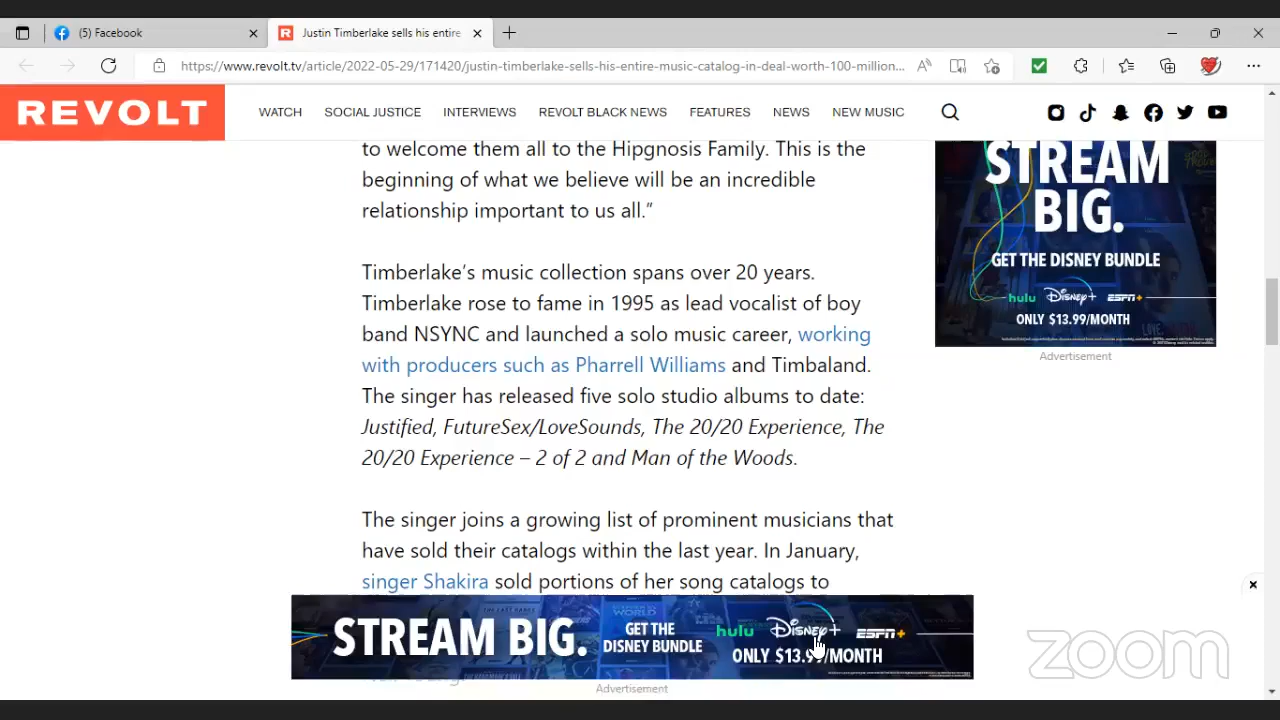 (5) Facebook
Justin Timberlake sells his entire
https://www.revolt.tv/article/2022-05-29/171420/justin-timberlake-sells-his-entire-music-catalog-in-deal-worth-100-million...
REVOLT
WATCH
SOCIAL JUSTICE
INTERVIEWS
REVOLT BLACK NEWS
FEATURES
NEWS
NEW MUSIC
to welcome them all to the Hipgnosis Family. This is the
beginning of what we believe will be an incredible
relationship important to us all.”
Timberlake’s music collection spans over 20 years.
Timberlake rose to fame in 1995 as lead vocalist of boy
band NSYNC and launched a solo music career, working
with producers such as Pharrell Williams and Timbaland.
The singer has released five solo studio albums to date:
Justified, FutureSex/LoveSounds, The 20/20 Experience, The
20/20 Experience – 2 of 2 and Man of the Woods.
The singer joins a growing list of prominent musicians that
have sold their catalogs within the last year. In January,
singer Shakira sold portions of her song catalogs to
STREAM
BIG.
GET THE DISNEY BUNDLE
hulu Disney+ ESPN+
ONLY $13.99/MONTH
Advertisement
STREAM BIG.
GET THE
DISNEY BUNDLE
hulu Disney+ ESPN+
ONLY $13.99/MONTH
Advertisement
zoom